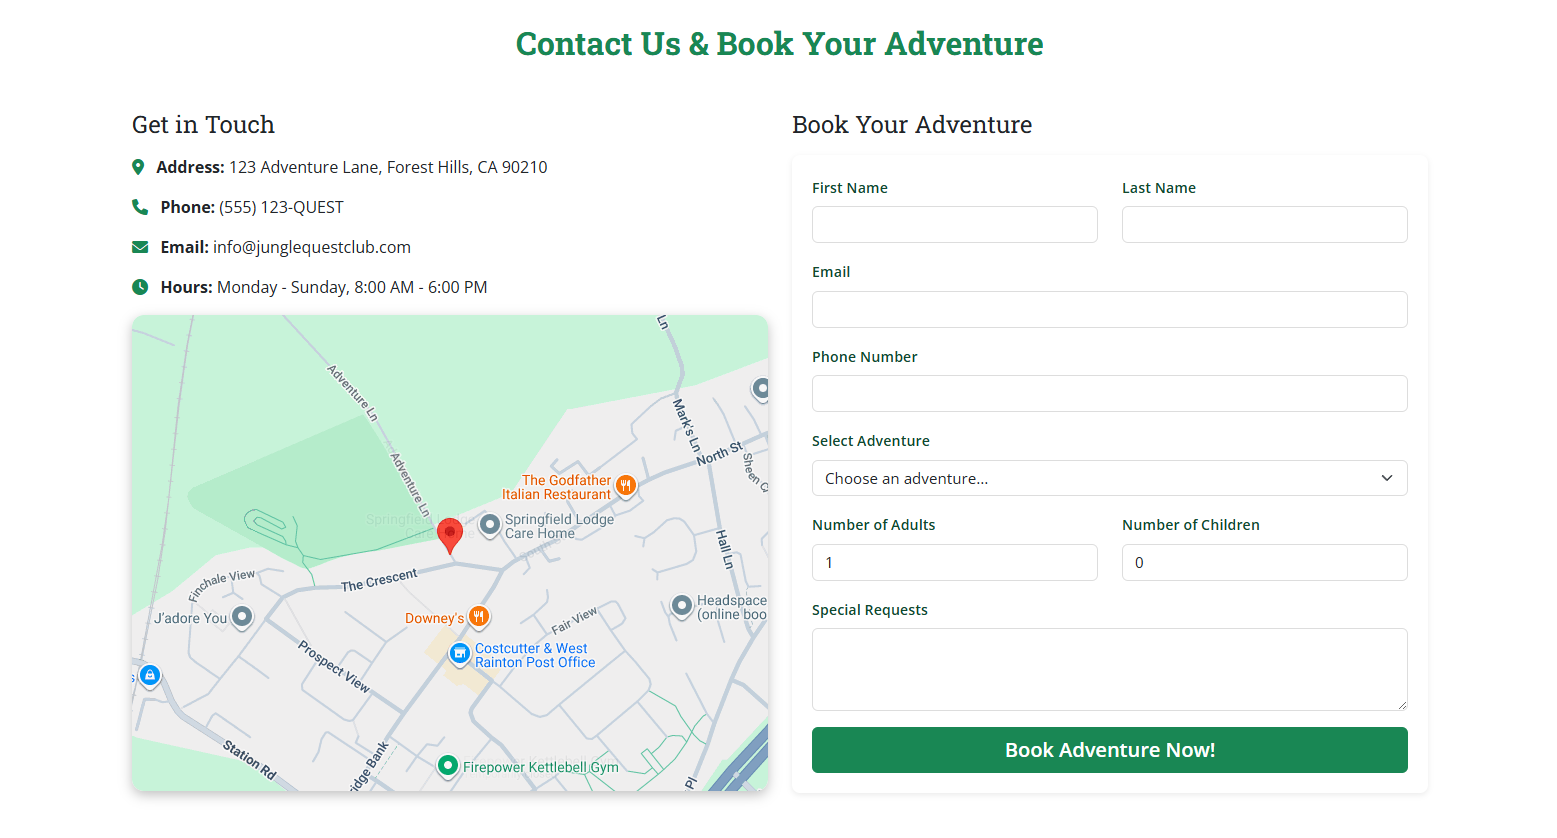 Contact Us & Book Your Adventure
Get in Touch
Address: 123 Adventure Lane, Forest Hills, CA 90210
Phone: (555) 123-QUEST
Email: info@junglequestclub.com
Hours: Monday - Sunday, 8:00 AM - 6:00 PM
Ln
Adventure Ln
Mark's Ln
North St
Adventure Ln
The Godfather
Italian Restaurant
Springfield Lodge
Care Home
Hall Ln
Finchale View
The Crescent
J'adore You
Downey's
Fair View
Headspace
(online boo
Costcutter & West
Rainton Post Office
Prospect View
s
Station Rd
ridge Bank
Firepower Kettlebell Gym
Pl
Book Your Adventure
First Name
Last Name
Email
Phone Number
Select Adventure
Choose an adventure...
Number of Adults
Number of Children
1
0
Special Requests
Book Adventure Now!